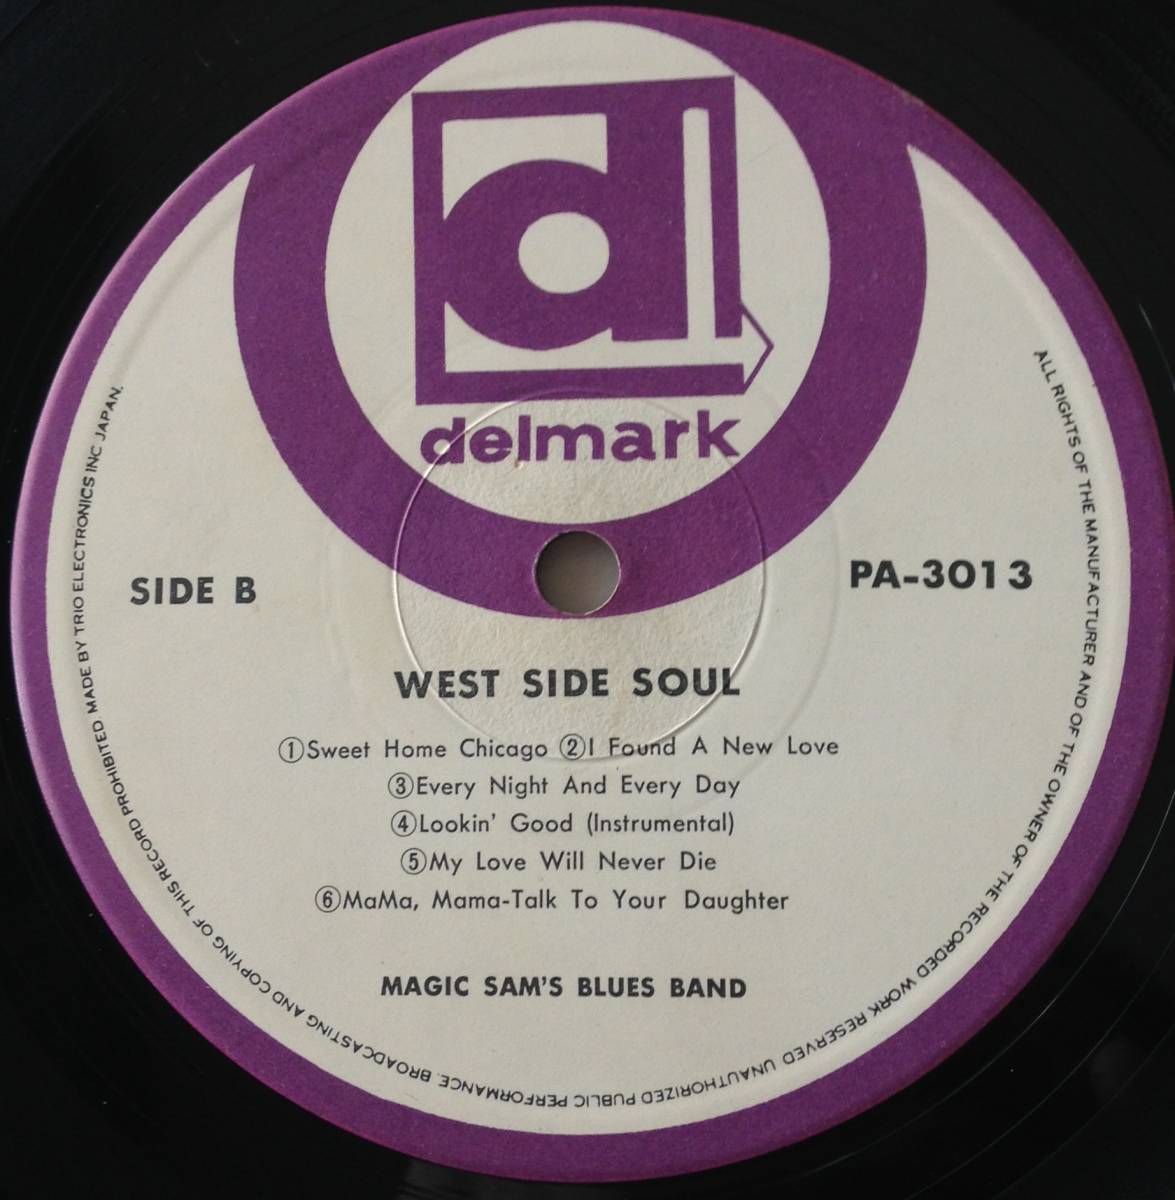 d
delmark
SIDE B
PA-3013
WEST SIDE SOUL
①Sweet Home Chicago ②I Found A New Love
③Every Night And Every Day
④Lookin' Good (Instrumental)
⑤My Love Will Never Die
⑥MaMa, Mama-Talk To Your Daughter
MAGIC SAM'S BLUES BAND
ALL RIGHTS OF THE MANUFACTURER AND OF THE OWNER OF THE RECORDED WORK RESERVED UNAUTHORIZED PUBLIC PERFORMANCE. BROADCASTING AND COPYING OF THIS RECORD PROHIBITED MADE BY TRIO ELECTRONICS INC JAPAN.